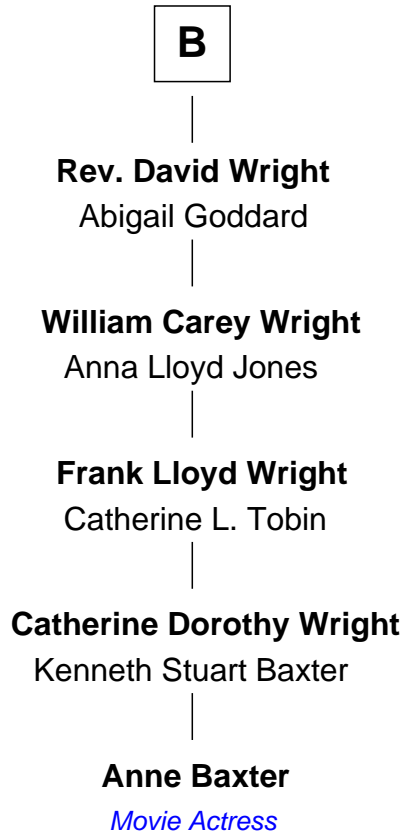 B
Rev. David Wright
Abigail Goddard
William Carey Wright
Anna Lloyd Jones
Frank Lloyd Wright
Catherine L. Tobin
Catherine Dorothy Wright
Kenneth Stuart Baxter
Anne Baxter
Movie Actress